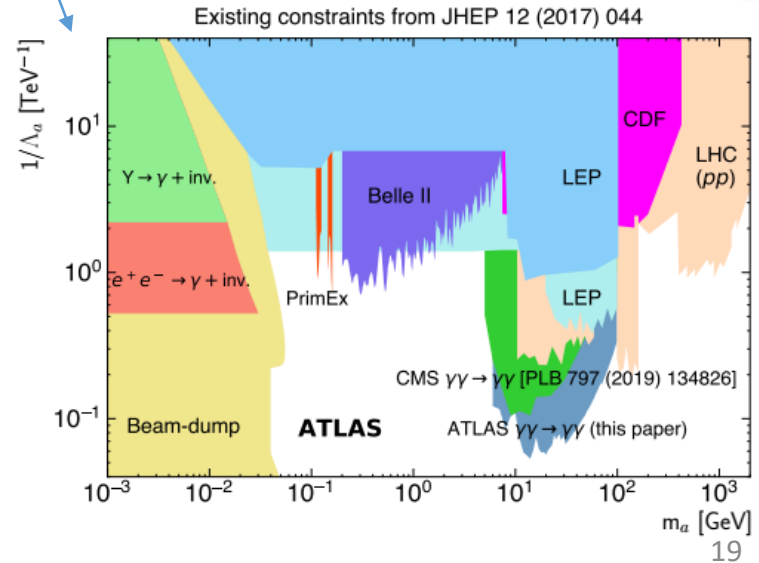 Existing constraints from JHEP 12 (2017) 044
1/Λₐ [TeV⁻¹]
10¹
10⁰
10⁻¹
CDF
LHC
(pp)
Υ → γ + inv.
Belle II
LEP
e⁺e⁻ → γ + inv.
PrimEx
LEP
CMS γγ → γγ [PLB 797 (2019) 134826]
Beam-dump
ATLAS
ATLAS γγ → γγ (this paper)
10⁻³ 10⁻² 10⁻¹ 10⁰ 10¹ 10² 10³
mₐ [GeV]
19